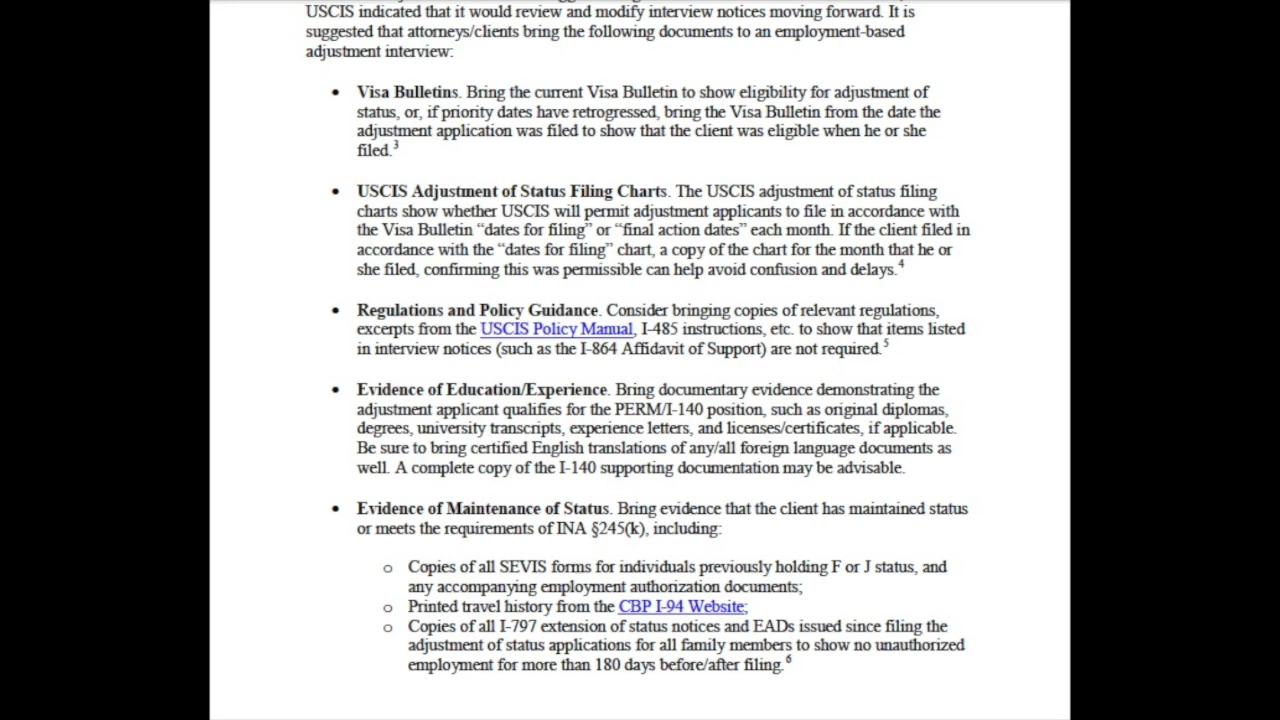 USCIS indicated that it would review and modify interview notices moving forward. It is
suggested that attorneys/clients bring the following documents to an employment-based
adjustment interview:
• Visa Bulletins. Bring the current Visa Bulletin to show eligibility for adjustment of
status, or, if priority dates have retrogressed, bring the Visa Bulletin from the date the
adjustment application was filed to show that the client was eligible when he or she
filed.3
• USCIS Adjustment of Status Filing Charts. The USCIS adjustment of status filing
charts show whether USCIS will permit adjustment applicants to file in accordance with
the Visa Bulletin “dates for filing” or “final action dates” each month. If the client filed in
accordance with the “dates for filing” chart, a copy of the chart for the month that he or
she filed, confirming this was permissible can help avoid confusion and delays.4
• Regulations and Policy Guidance. Consider bringing copies of relevant regulations,
excerpts from the USCIS Policy Manual, I-485 instructions, etc. to show that items listed
in interview notices (such as the I-864 Affidavit of Support) are not required.5
• Evidence of Education/Experience. Bring documentary evidence demonstrating the
adjustment applicant qualifies for the PERM/I-140 position, such as original diplomas,
degrees, university transcripts, experience letters, and licenses/certificates, if applicable.
Be sure to bring certified English translations of any/all foreign language documents as
well. A complete copy of the I-140 supporting documentation may be advisable.
• Evidence of Maintenance of Status. Bring evidence that the client has maintained status
or meets the requirements of INA §245(k), including:
o Copies of all SEVIS forms for individuals previously holding F or J status, and
any accompanying employment authorization documents;
o Printed travel history from the CBP I-94 Website;
o Copies of all I-797 extension of status notices and EADs issued since filing the
adjustment of status applications for all family members to show no unauthorized
employment for more than 180 days before/after filing.6